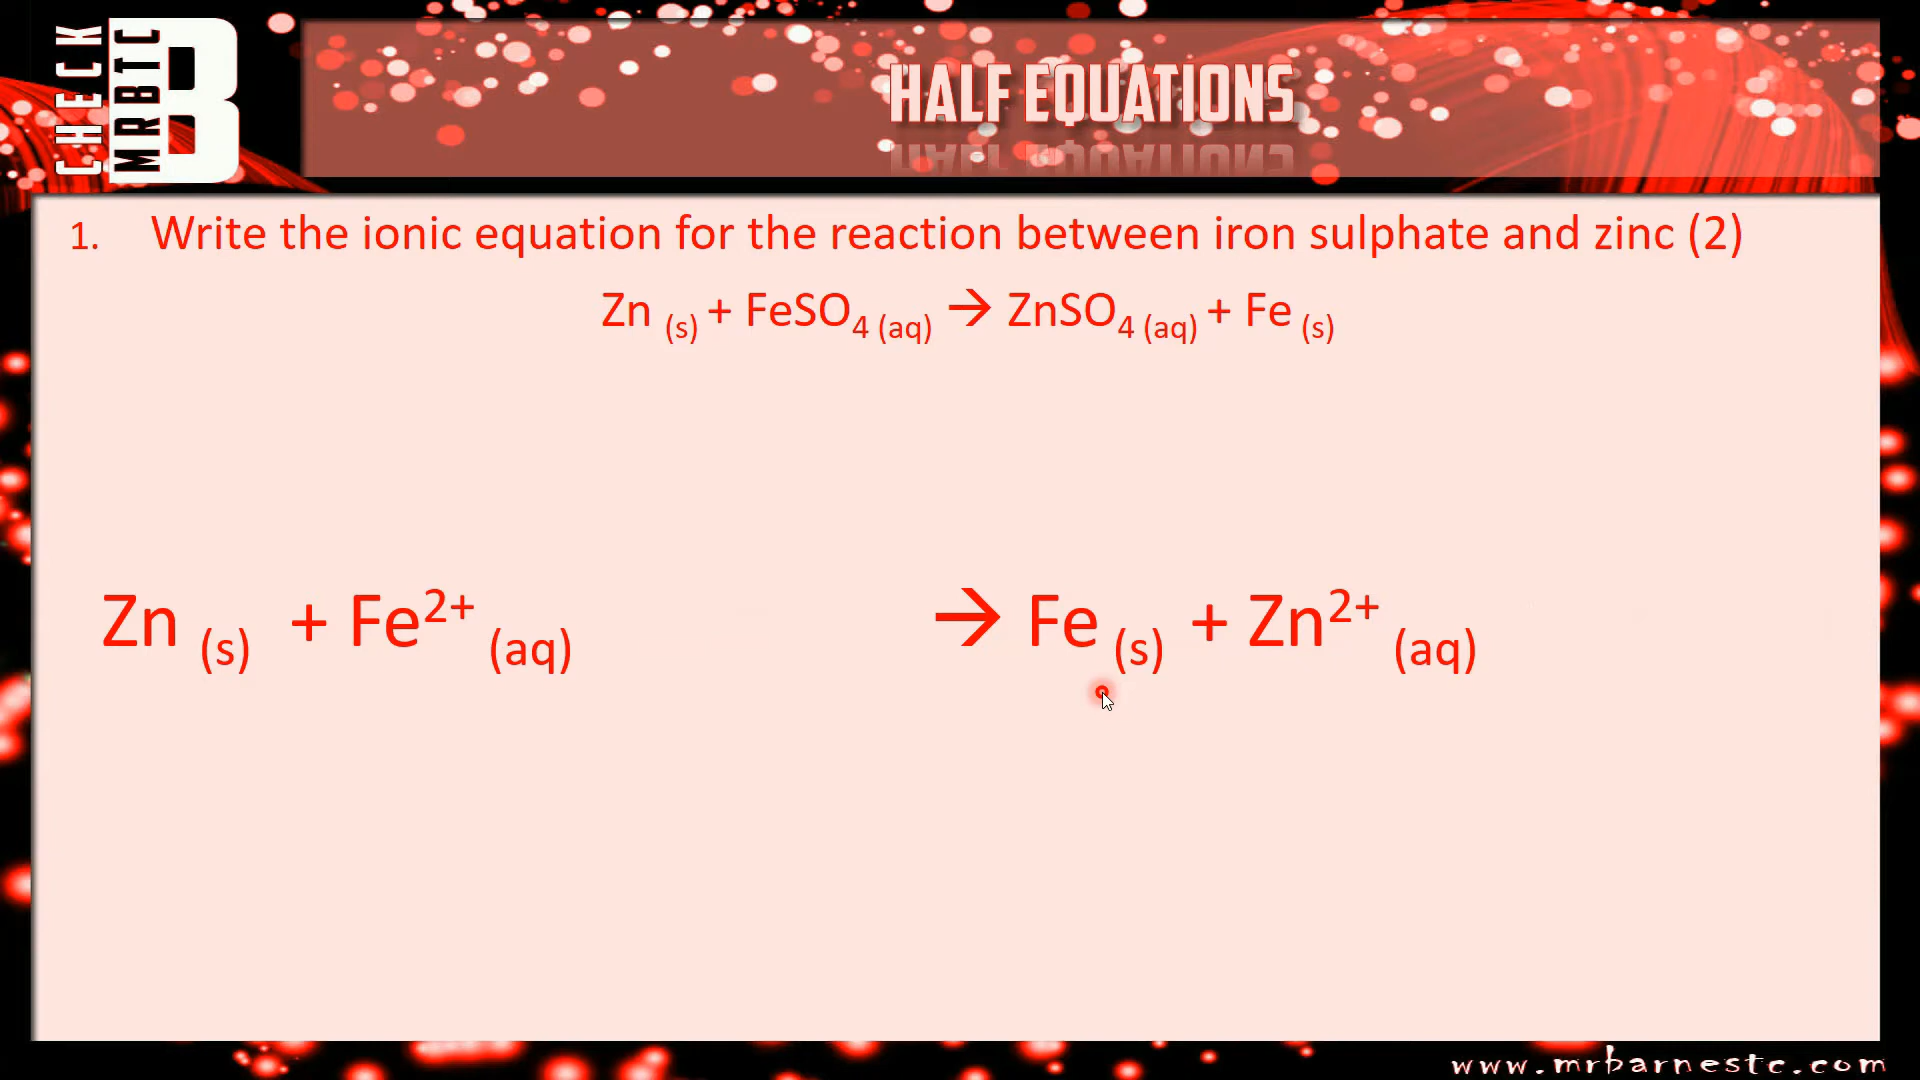 CHECK
MRBTC
B
HALF EQUATIONS
1. Write the ionic equation for the reaction between iron sulphate and zinc (2)
Zn (s) + FeSO₄ (aq) → ZnSO₄ (aq) + Fe (s)
Zn (s) + Fe²⁺ (aq) → Fe (s) + Zn²⁺ (aq)
www.mrbarnestc.com